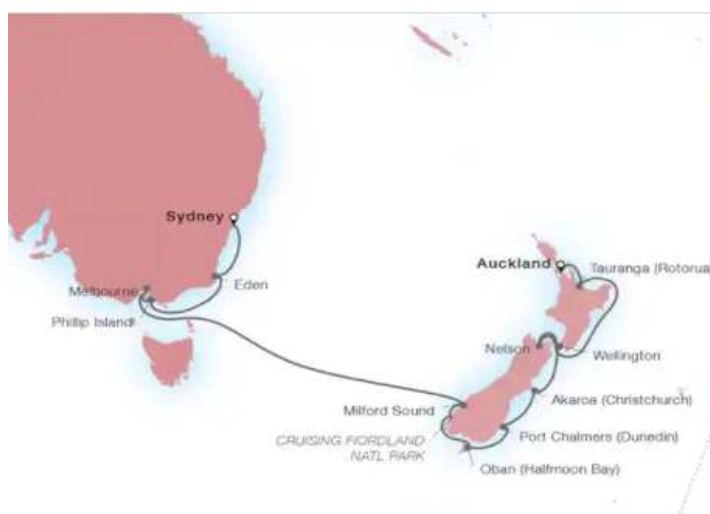 Sydney
Auckland
Tauranga (Rotorua
Eden
Melbourne
Phillip Island
Nelson
Wellington
Akaroa (Christchurch)
Milford Sound
Port Chalmers (Dunedin)
CRUISING FIORDLAND
NATL PARK
Oban (Halfmoon Bay)